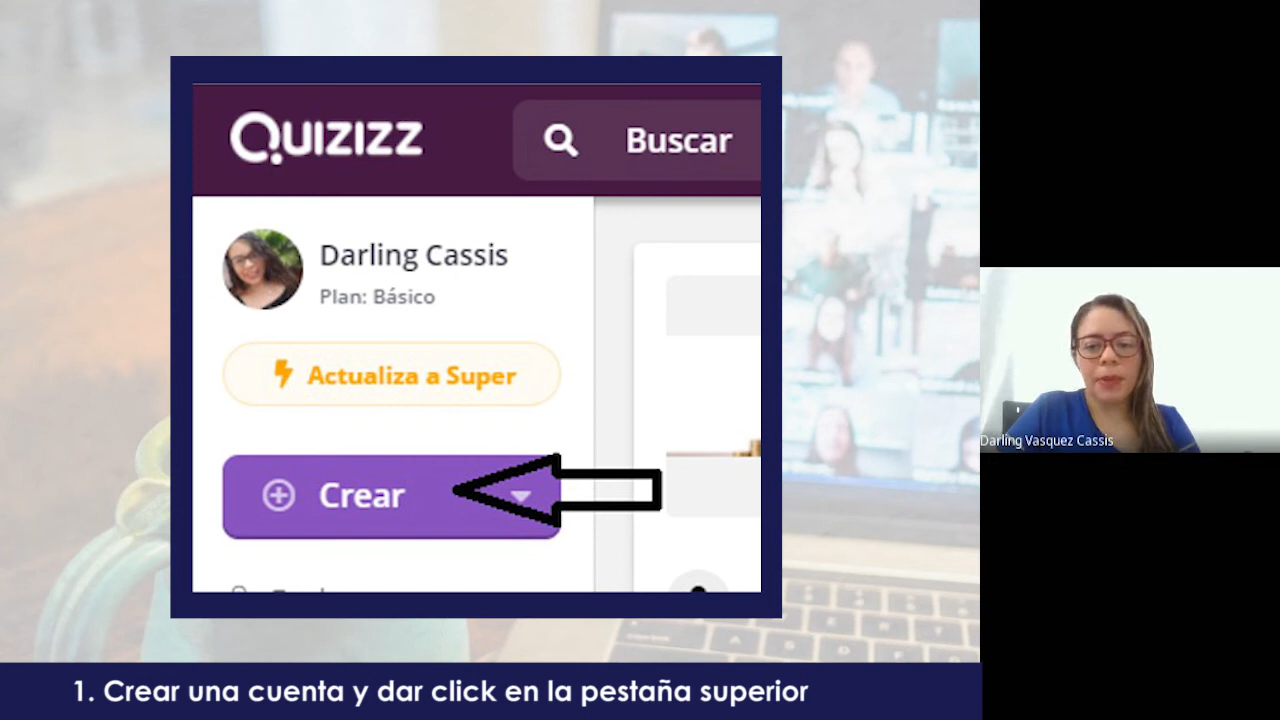 QUIZIZZ
Buscar
Darling Cassis
Plan: Básico
Actualiza a Super
Crear
Darling Vasquez Cassis
1. Crear una cuenta y dar click en la pestaña superior